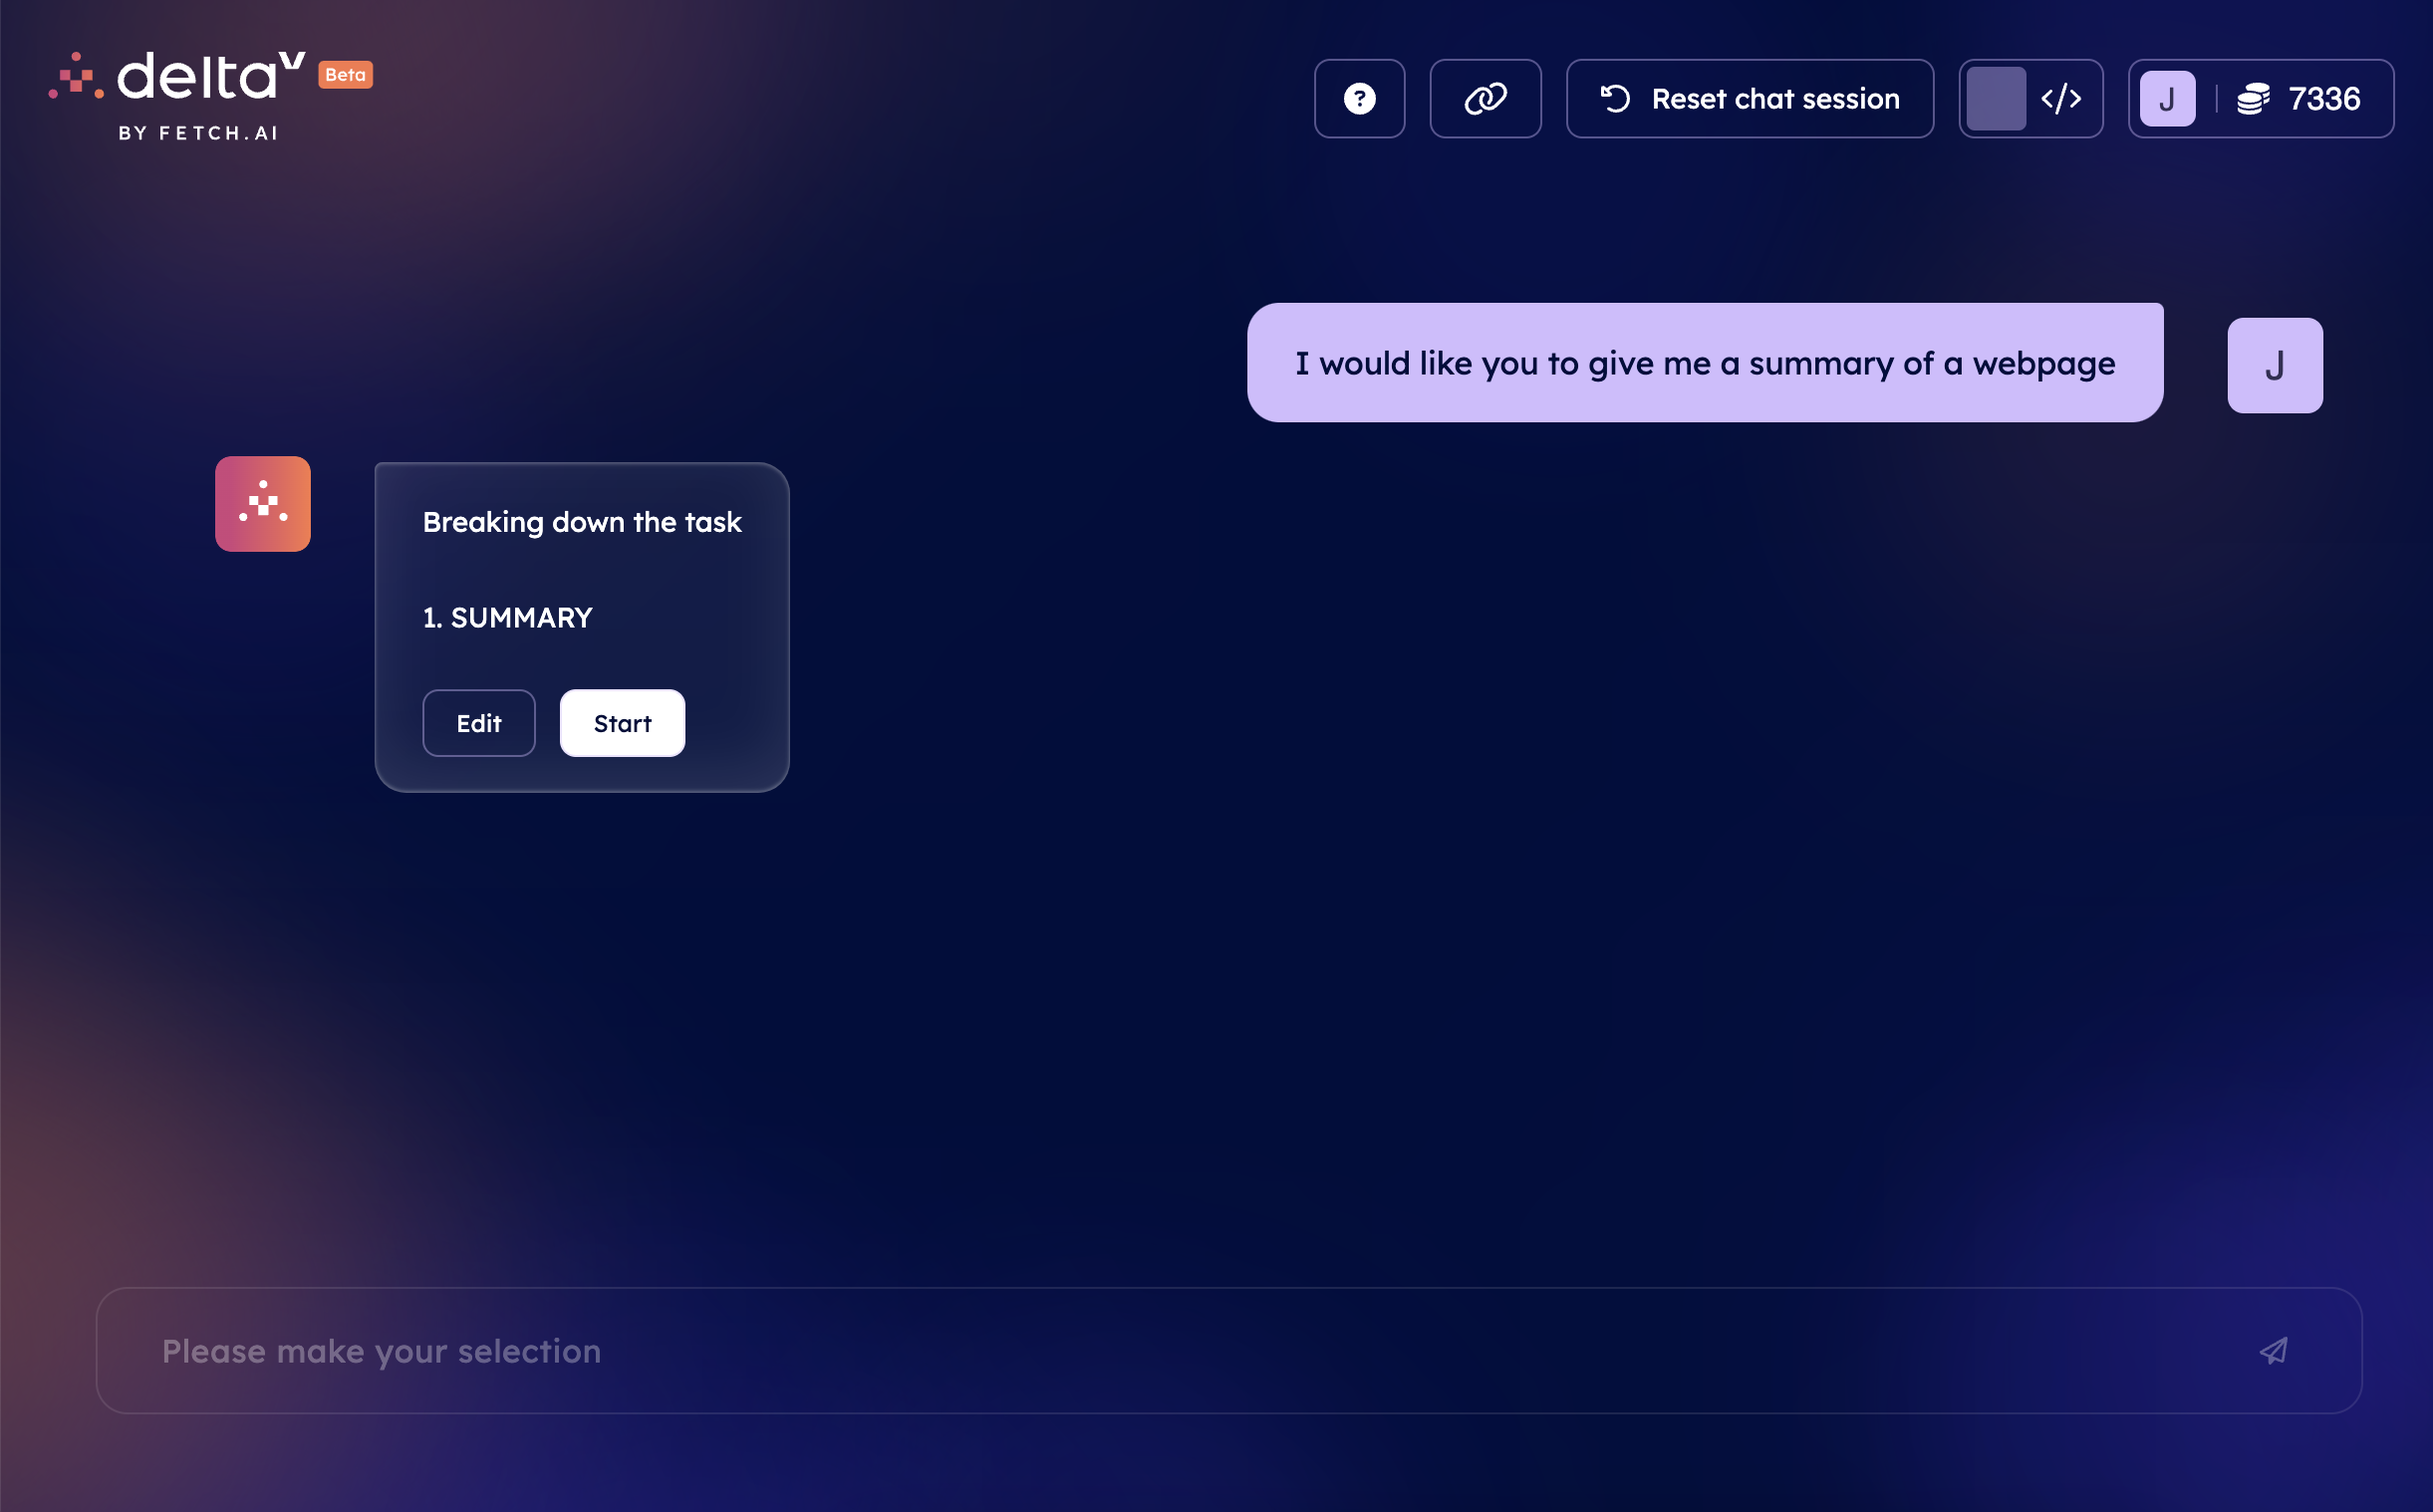 deltaV Beta
BY FETCH.AI
?
Reset chat session
</>
J
7336
I would like you to give me a summary of a webpage
J
Breaking down the task
1. SUMMARY
Edit
Start
Please make your selection